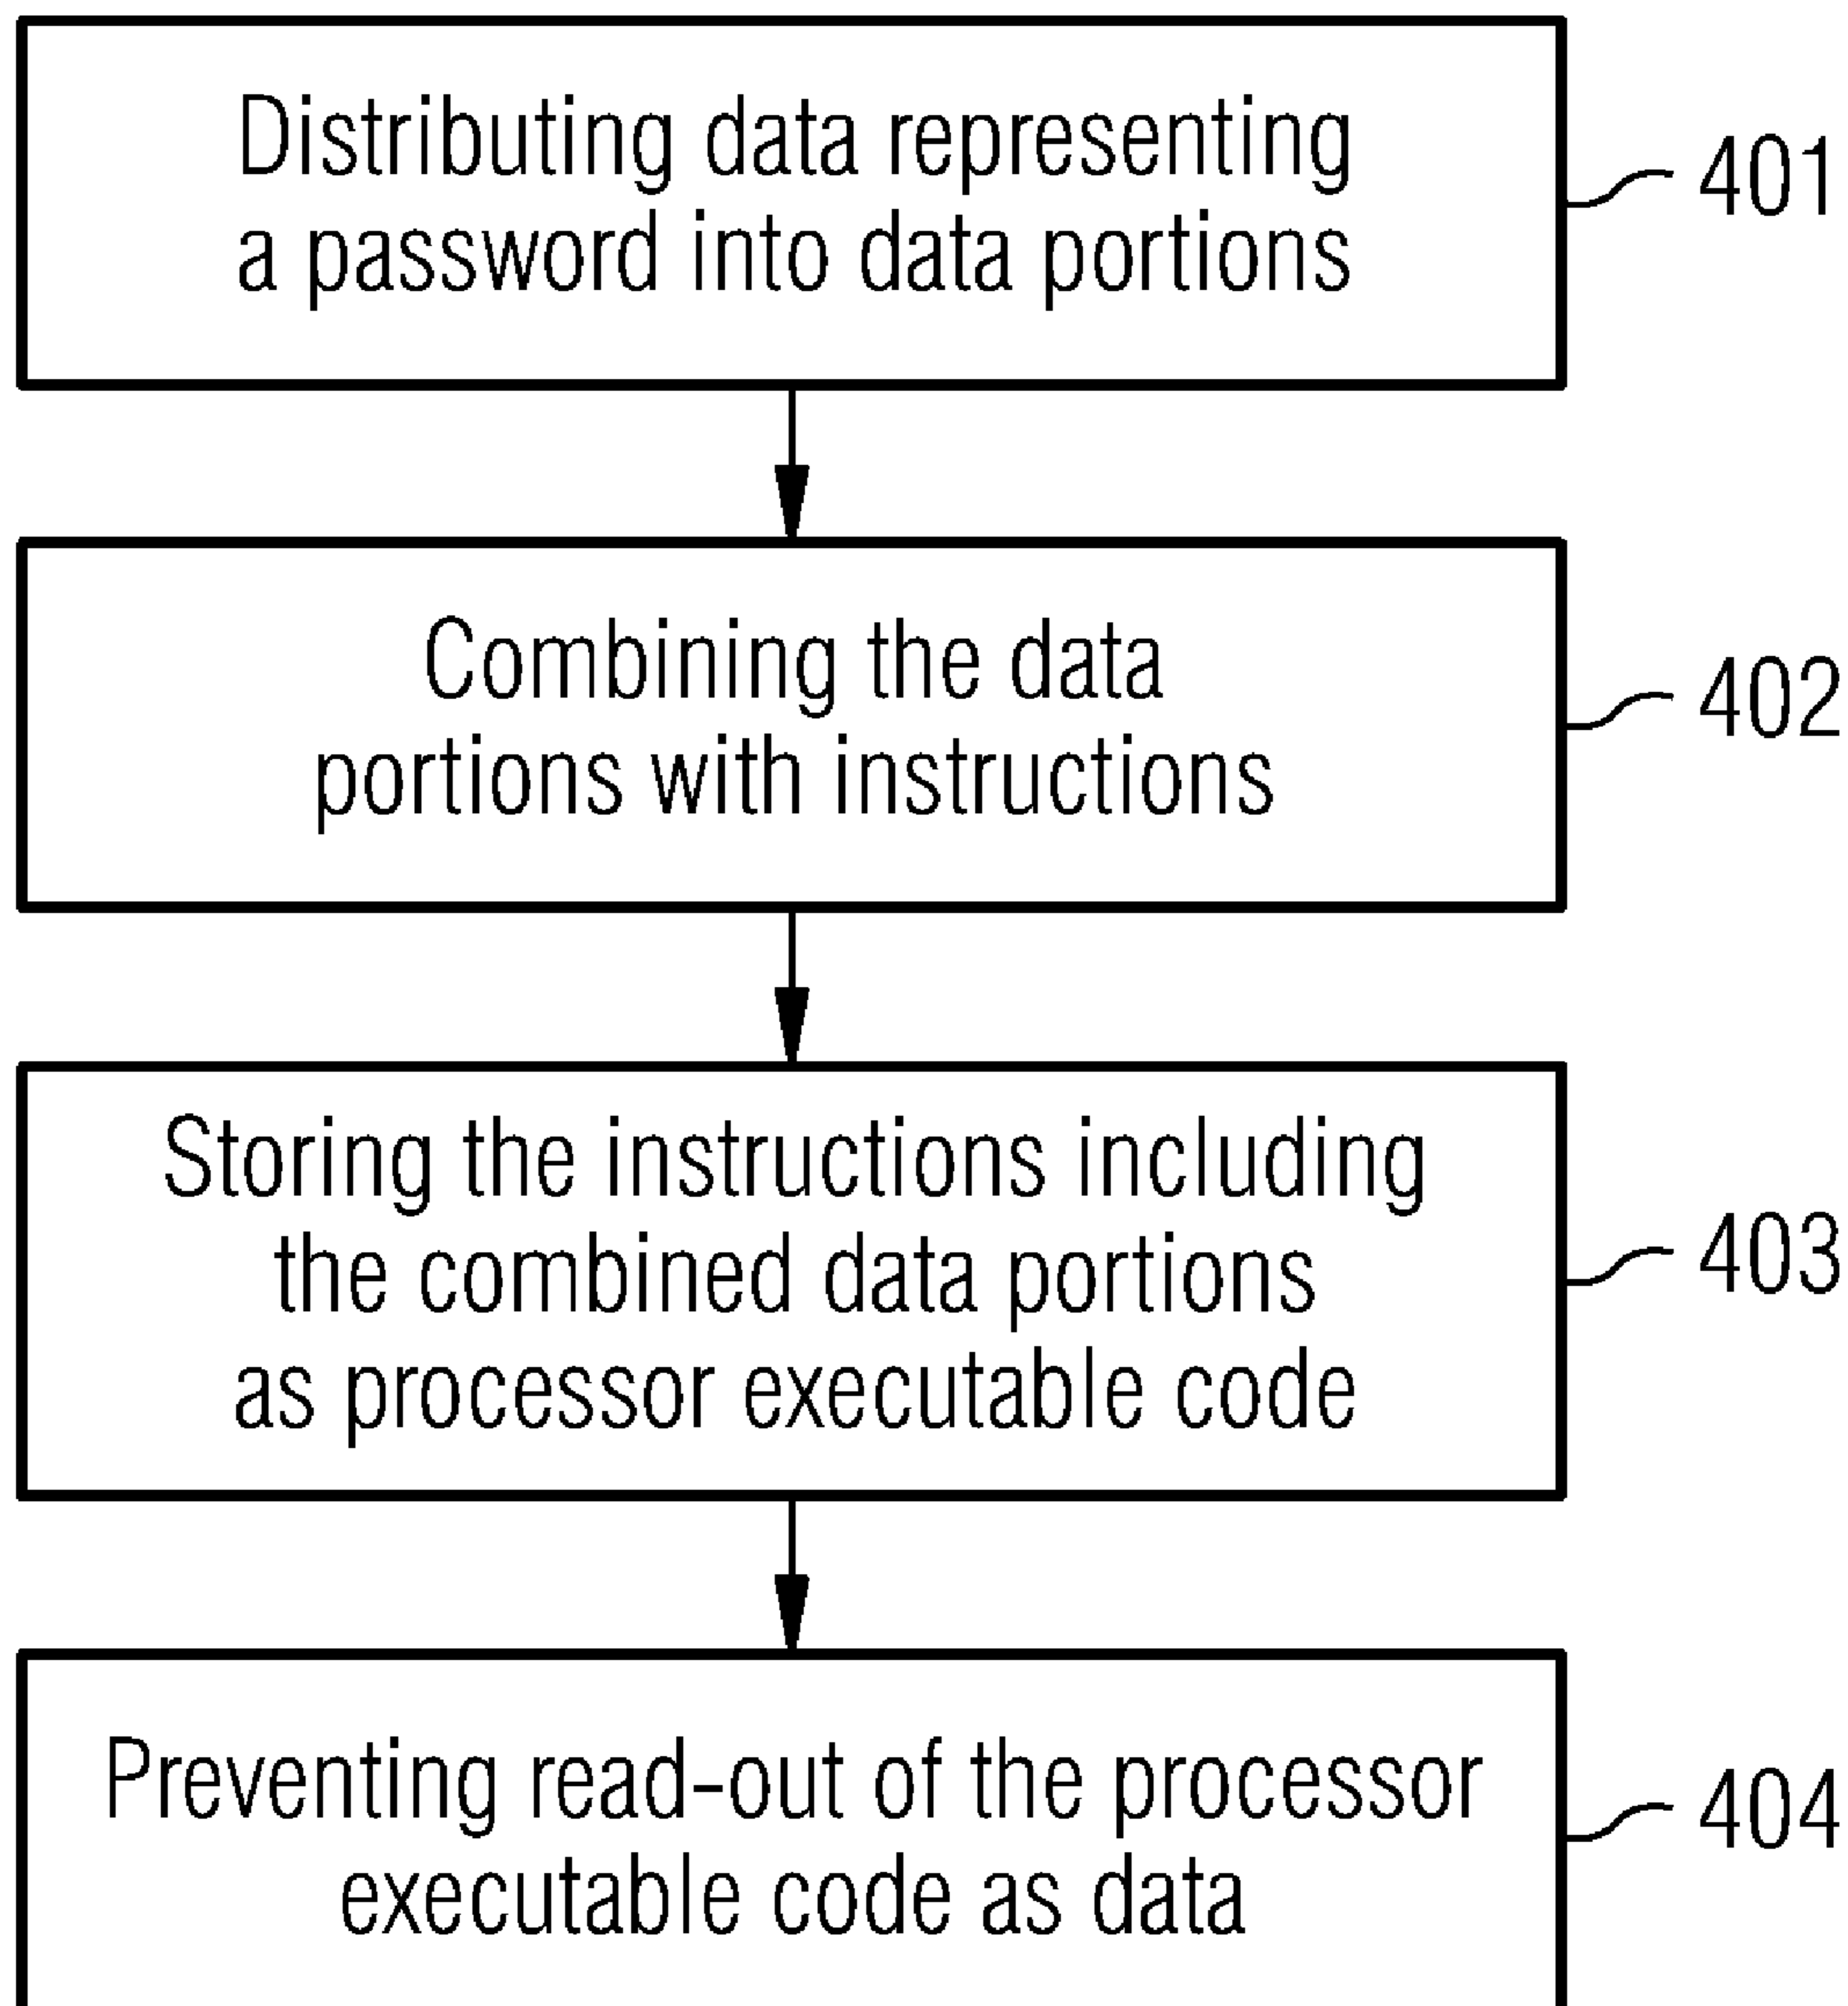 Distributing data representing
a password into data portions
401
Combining the data
portions with instructions
402
Storing the instructions including
the combined data portions
as processor executable code
403
Preventing read-out of the processor
executable code as data
404